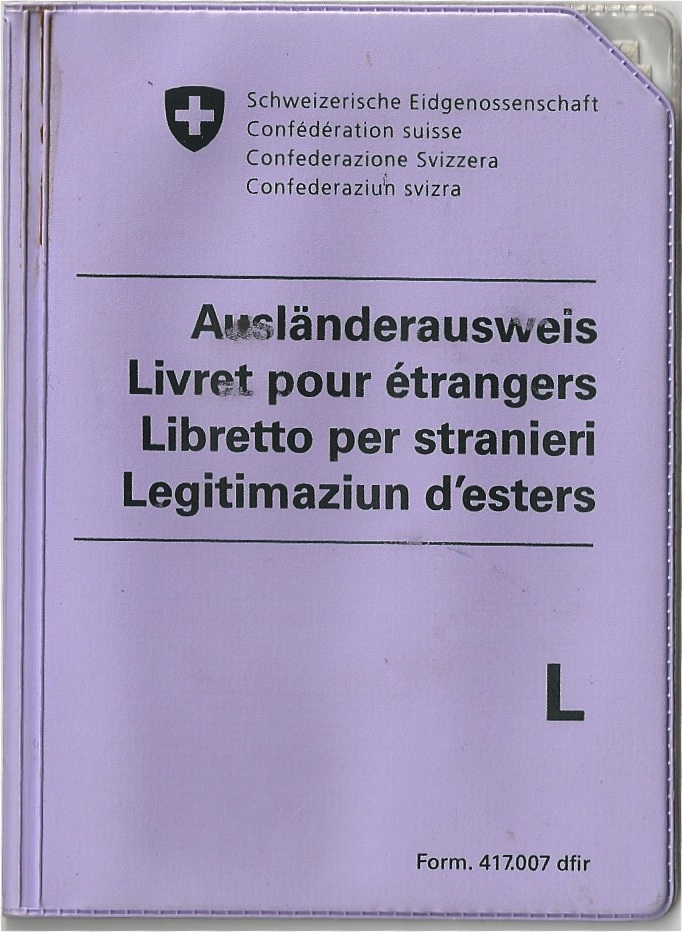 Schweizerische Eidgenossenschaft
Confédération suisse
Confederazione Svizzera
Confederaziun svizra
Ausländerausweis
Livret pour étrangers
Libretto per stranieri
Legitimaziun d'esters
L
Form. 417.007 dfir